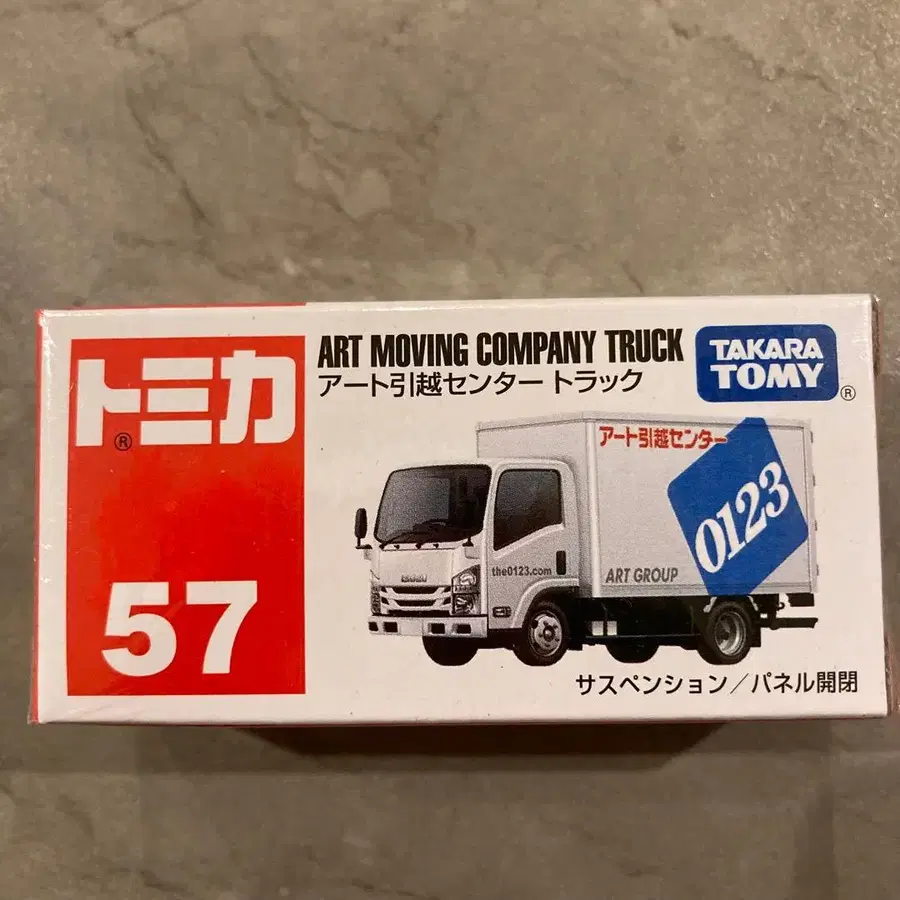 トミカ
®
57
ART MOVING COMPANY TRUCK
アート引越センター トラック
TAKARA
TOMY
®
アート引越センター
0123
ISUZU
the0123.com
ART GROUP
サスペンション／パネル開閉